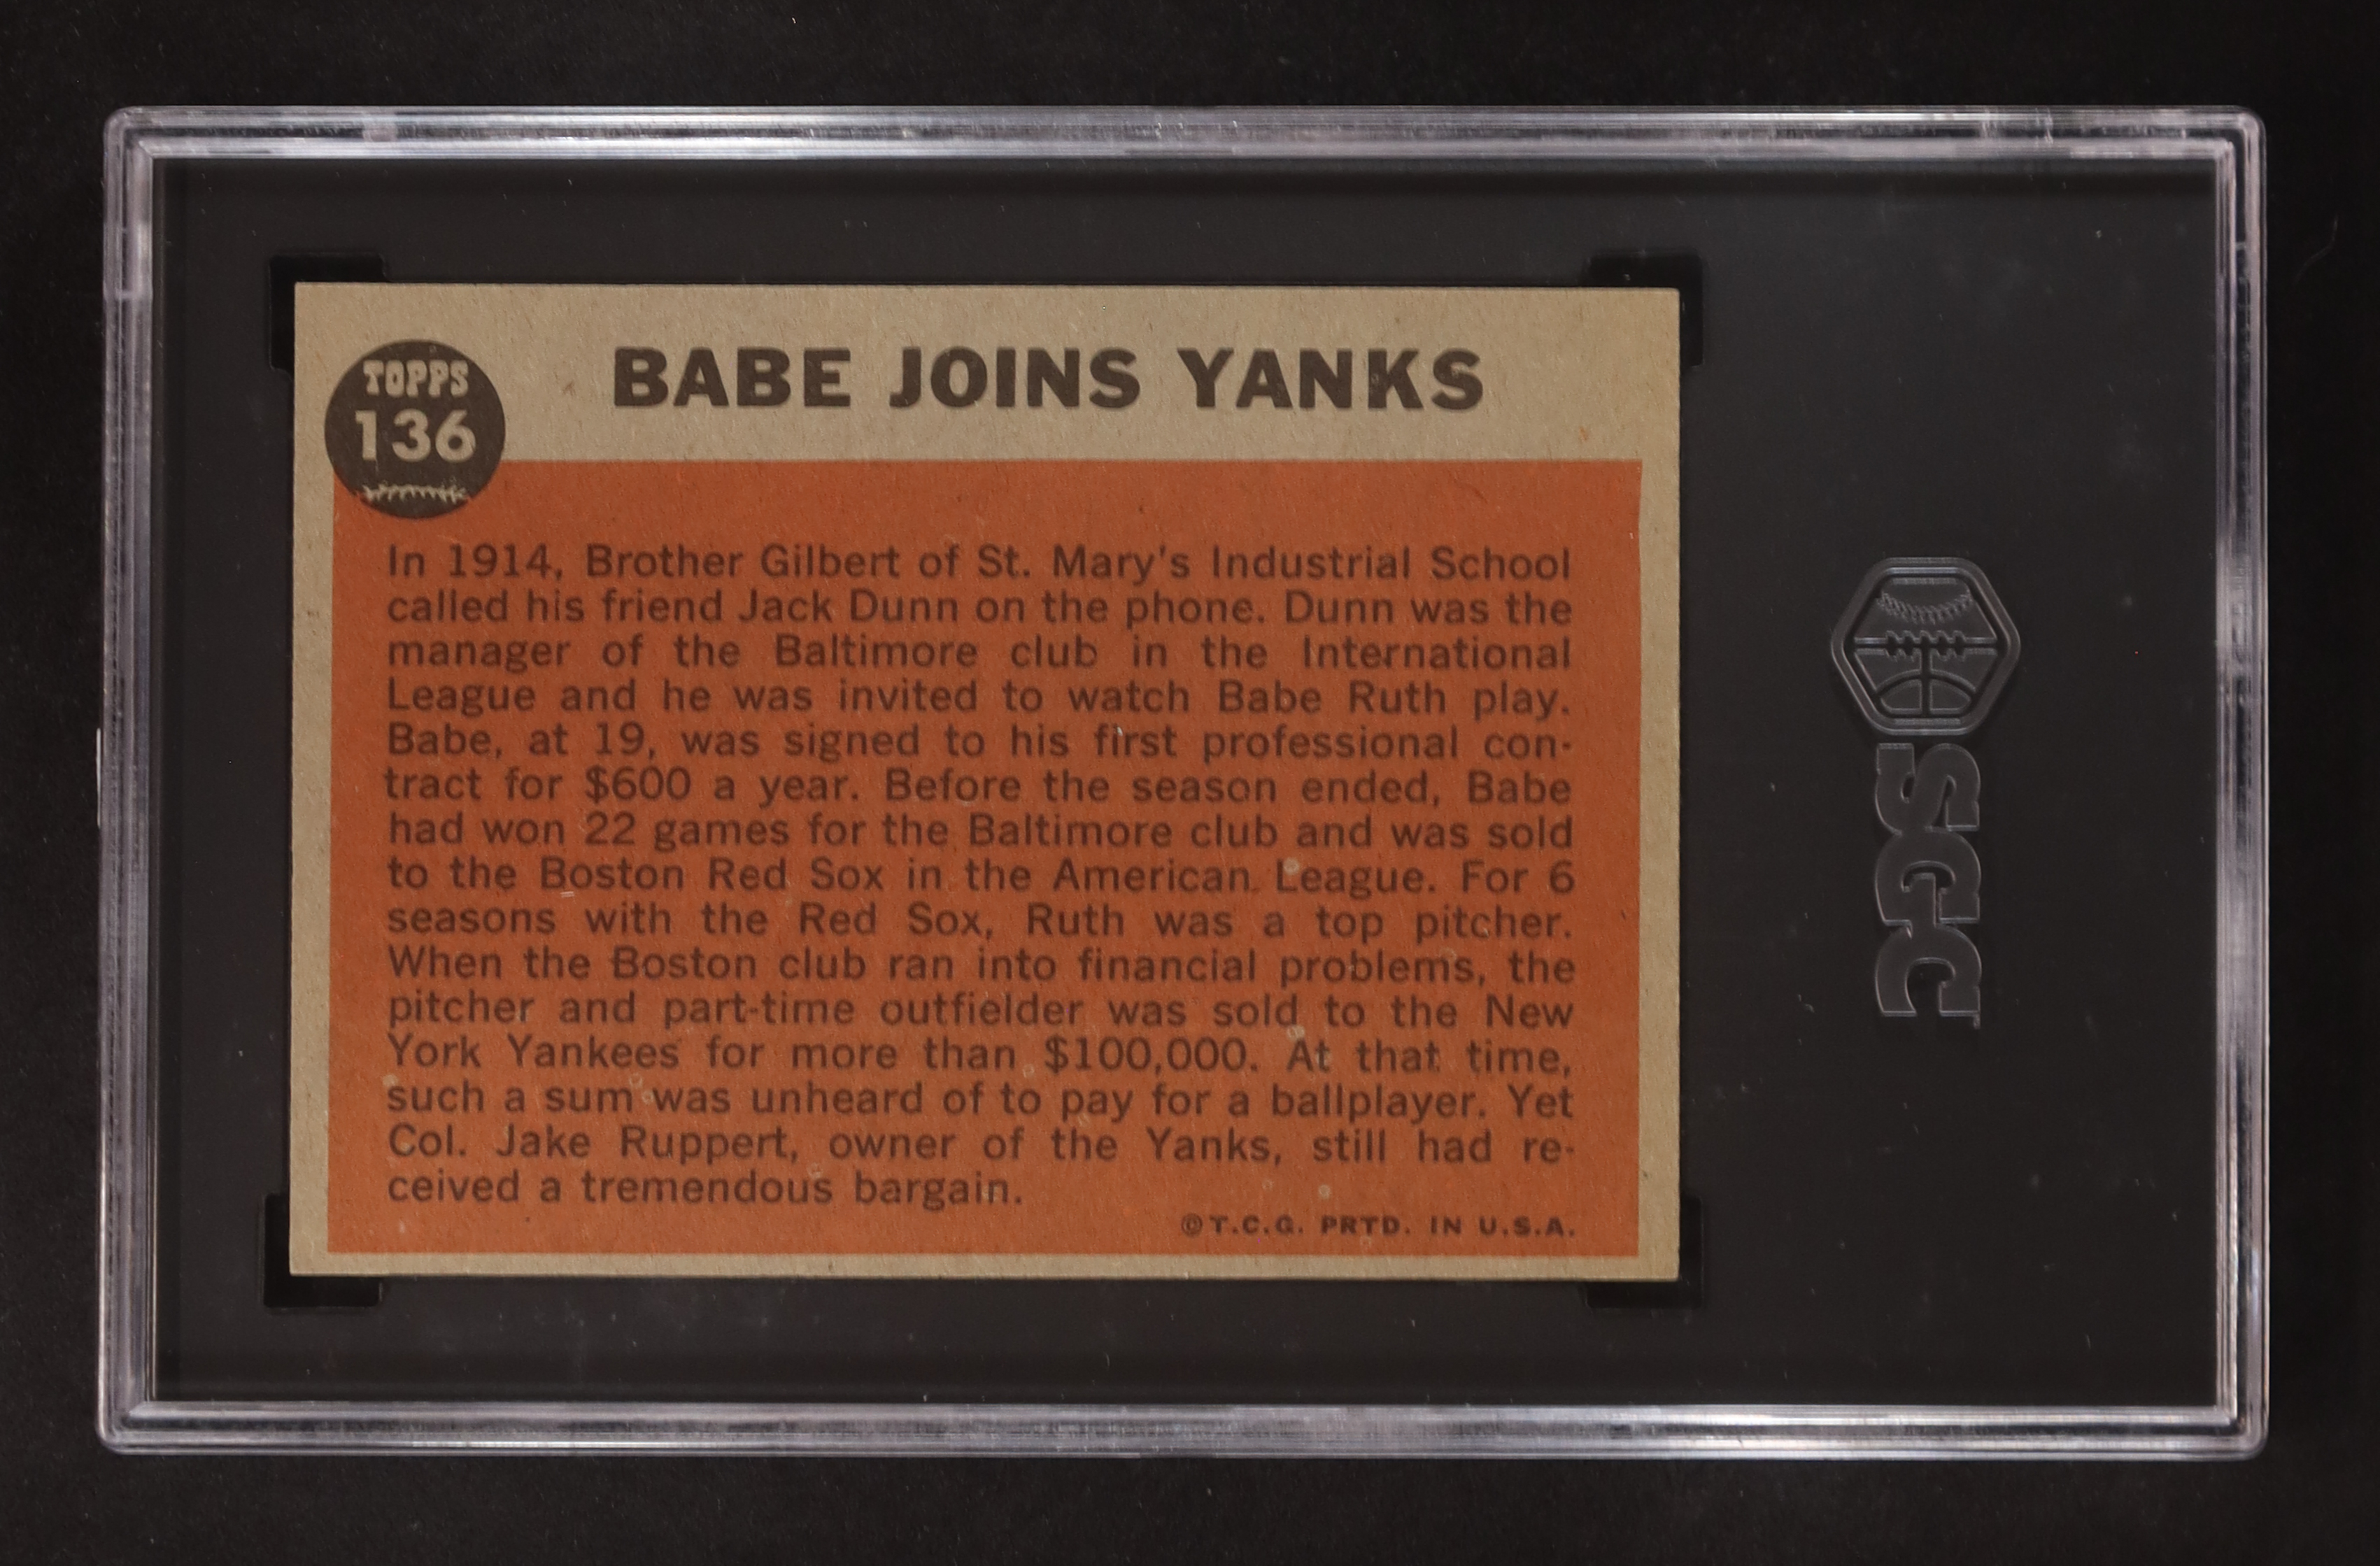 TOPPS
136
BABE JOINS YANKS
In 1914, Brother Gilbert of St. Mary's Industrial School
called his friend Jack Dunn on the phone. Dunn was the
manager of the Baltimore club in the International
League and he was invited to watch Babe Ruth play.
Babe, at 19, was signed to his first professional con-
tract for $600 a year. Before the season ended, Babe
had won 22 games for the Baltimore club and was sold
to the Boston Red Sox in the American League. For 6
seasons with the Red Sox, Ruth was a top pitcher.
When the Boston club ran into financial problems, the
pitcher and part-time outfielder was sold to the New
York Yankees for more than $100,000. At that time,
such a sum was unheard of to pay for a ballplayer. Yet
Col. Jake Ruppert, owner of the Yanks, still had re-
ceived a tremendous bargain.
©T.C.G. PRTD. IN U.S.A.
SGC